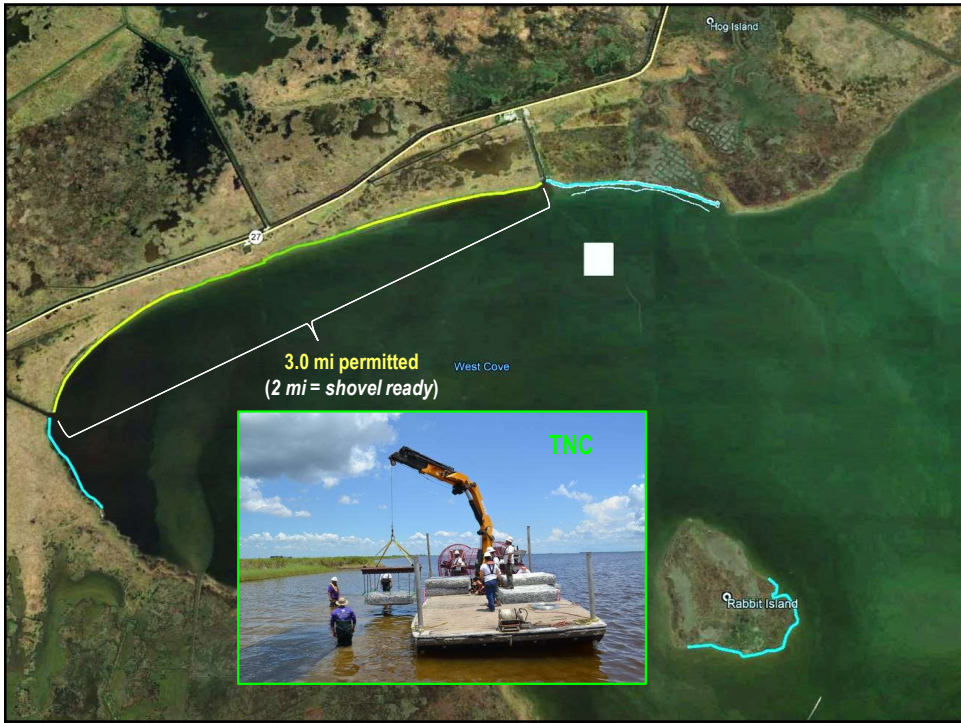 Hog Island
27
3.0 mi permitted
(2 mi = shovel ready)
West Cove
TNC
Rabbit Island